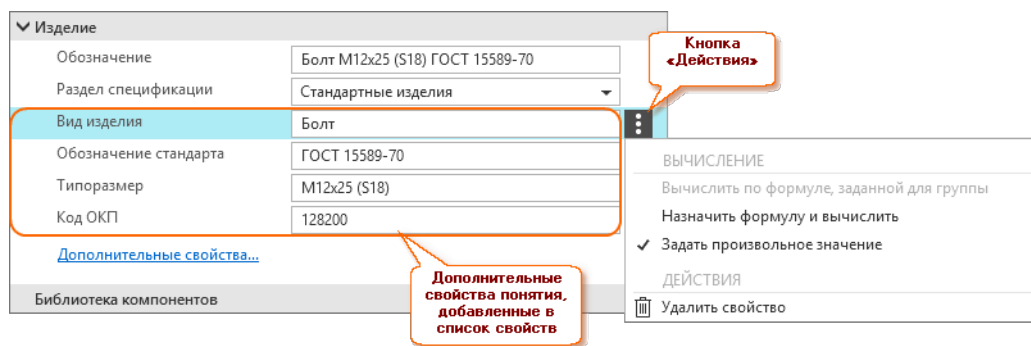 Изделие
Обозначение
Болт М12х25 (S18) ГОСТ 15589-70
Раздел спецификации
Стандартные изделия
Вид изделия
Болт
Обозначение стандарта
ГОСТ 15589-70
Типоразмер
М12х25 (S18)
Код ОКП
128200
Дополнительные свойства...
Библиотека компонентов
Кнопка
«Действия»
ВЫЧИСЛЕНИЕ
Вычислить по формуле, заданной для группы
Назначить формулу и вычислить
Задать произвольное значение
ДЕЙСТВИЯ
Удалить свойство
Дополнительные
свойства понятия,
добавленные в
список свойств